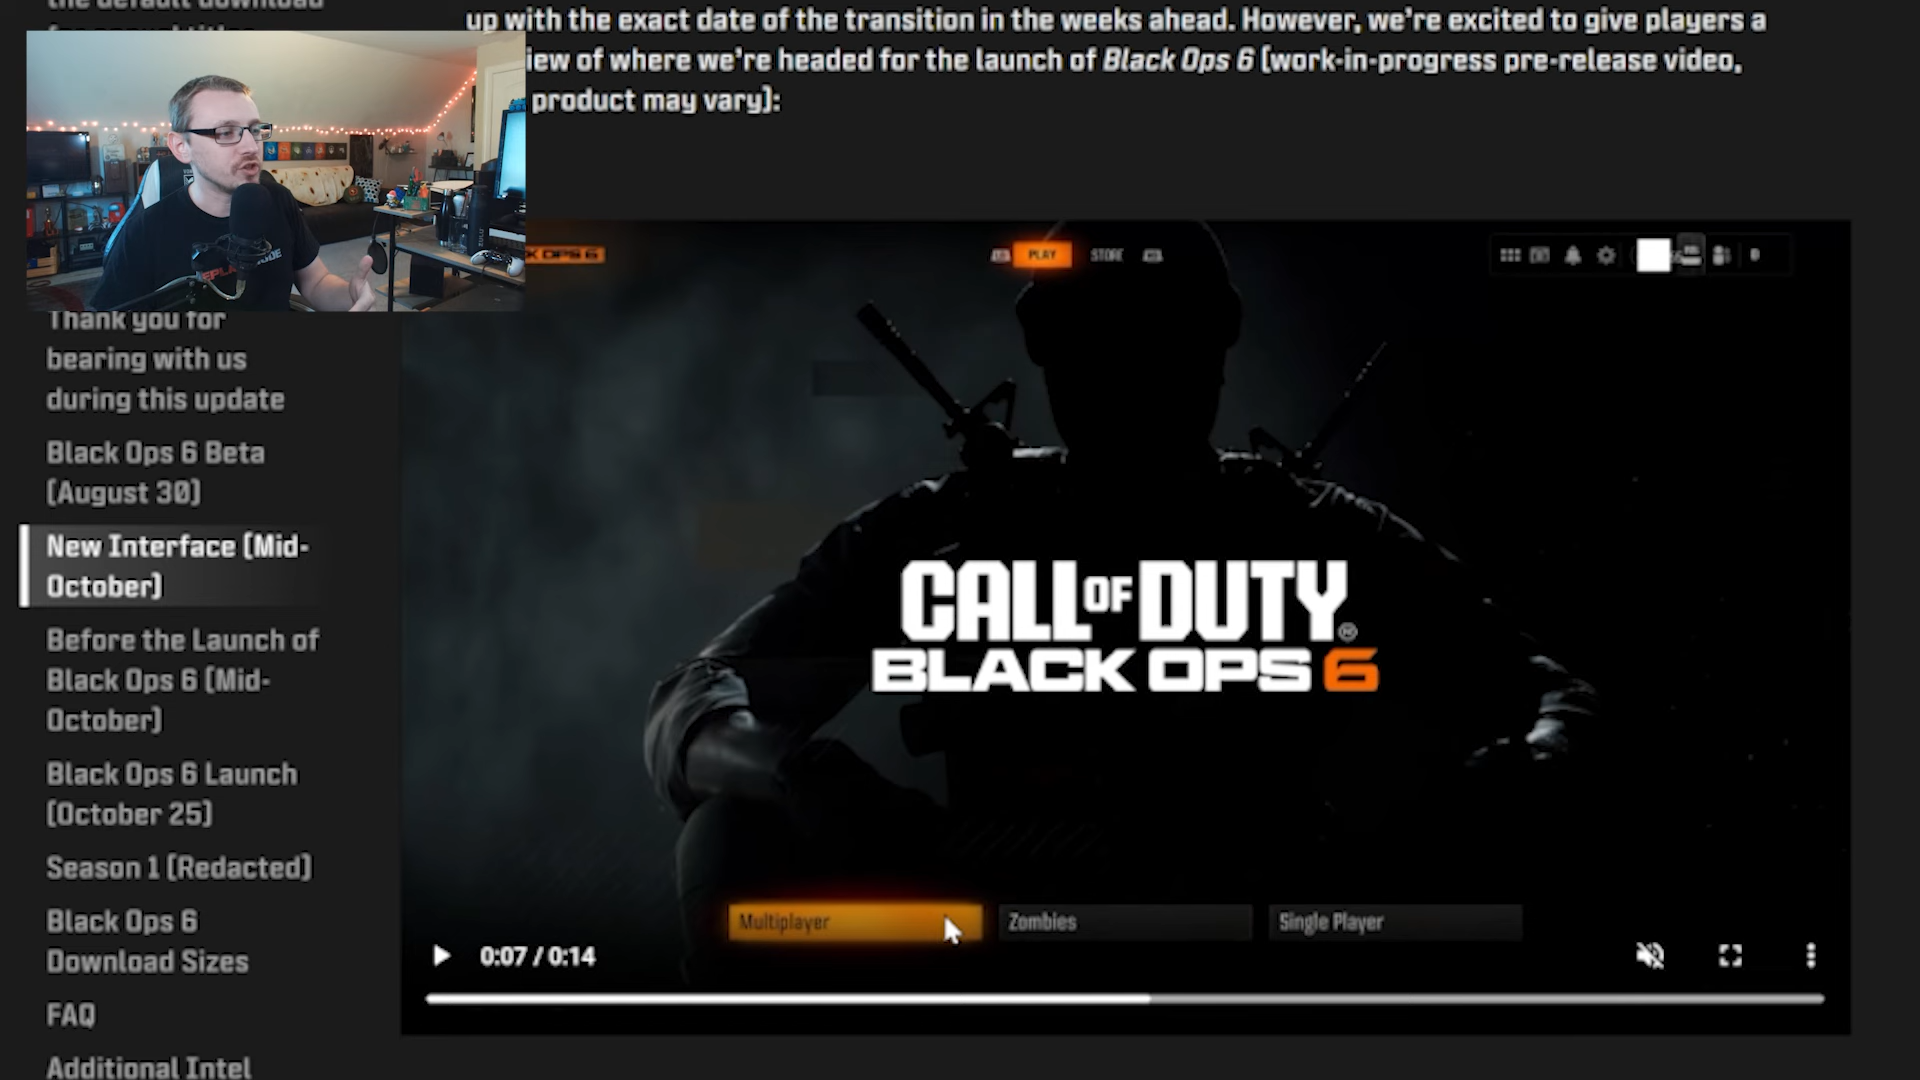 the default download
up with the exact date of the transition in the weeks ahead. However, we're excited to give players a
iew of where we're headed for the launch of Black Ops 6 (work-in-progress pre-release video,
product may vary):
K OPS 6
PLAY
STORE
Thank you for
bearing with us
during this update
Black Ops 6 Beta
(August 30)
New Interface (Mid-
October)
Before the Launch of
Black Ops 6 (Mid-
October)
Black Ops 6 Launch
(October 25)
Season 1 (Redacted)
Black Ops 6
Download Sizes
FAQ
Additional Intel
CALL OF DUTY®
BLACK OPS 6
Multiplayer
Zombies
Single Player
0:07 / 0:14